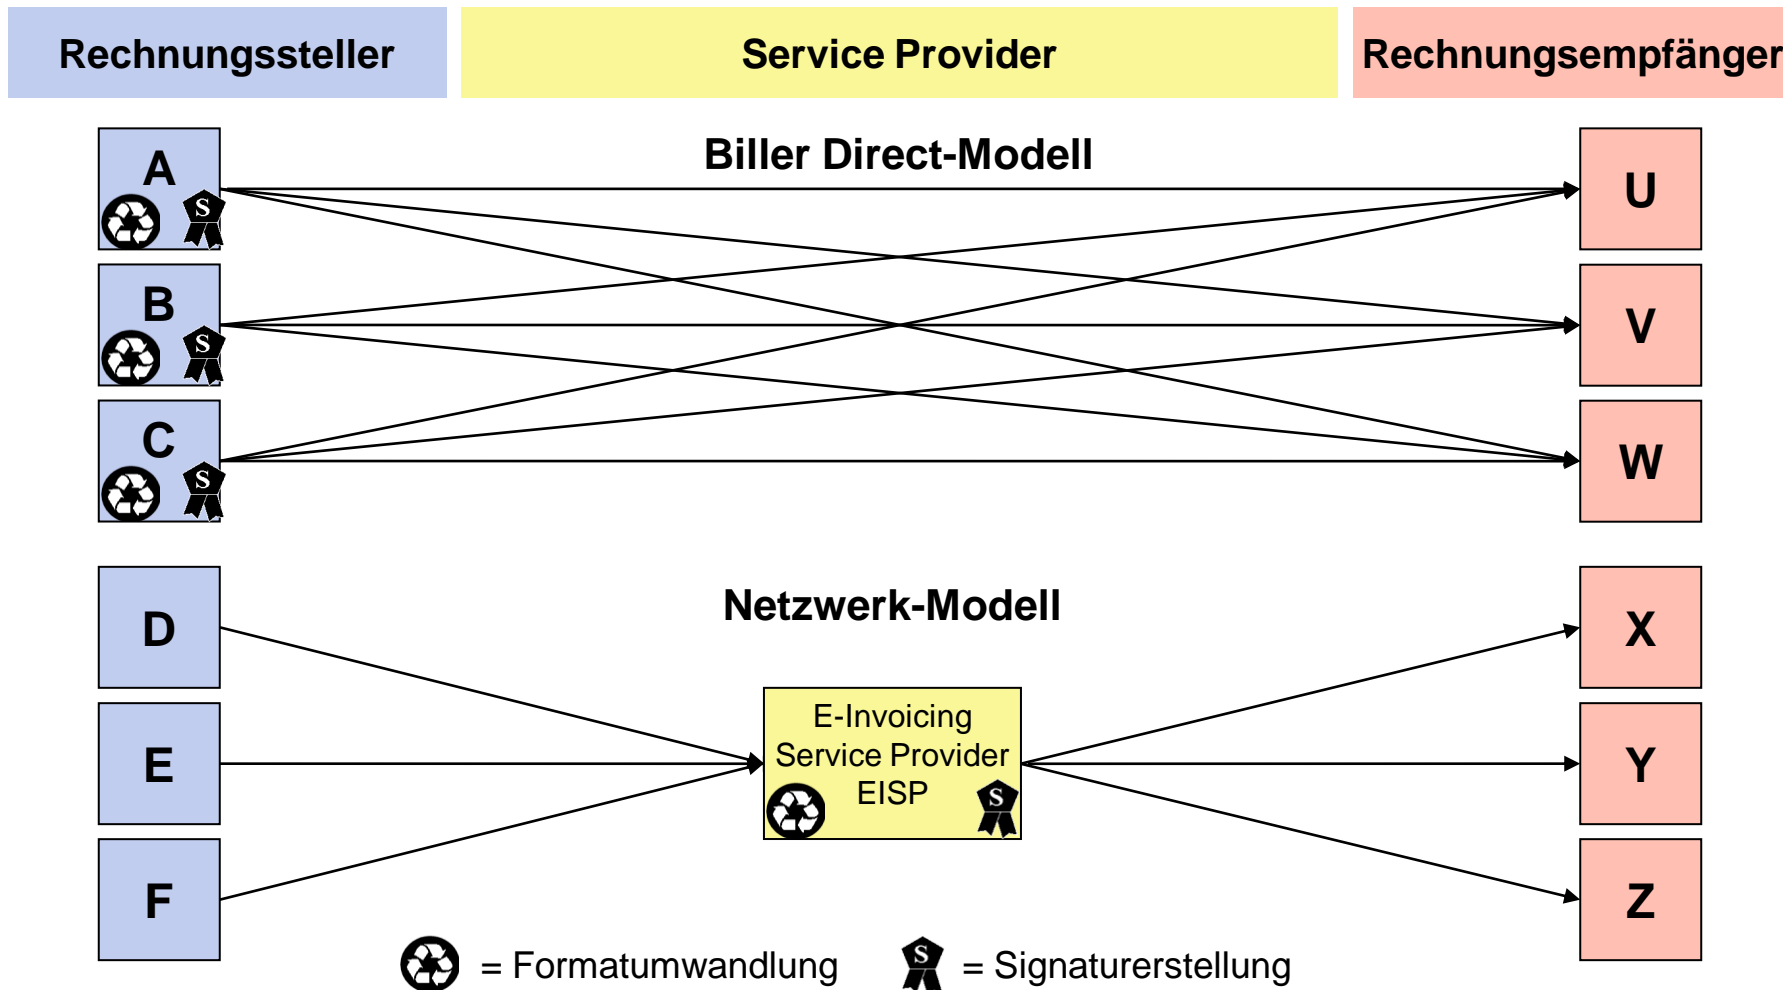 Rechnungssteller
Service Provider
Rechnungsempfänger
Biller Direct-Modell
A
S
U
B
S
V
C
S
W
Netzwerk-Modell
D
X
E-Invoicing
Service Provider
EISP
S
E
Y
F
Z
S
= Formatumwandlung
= Signaturerstellung